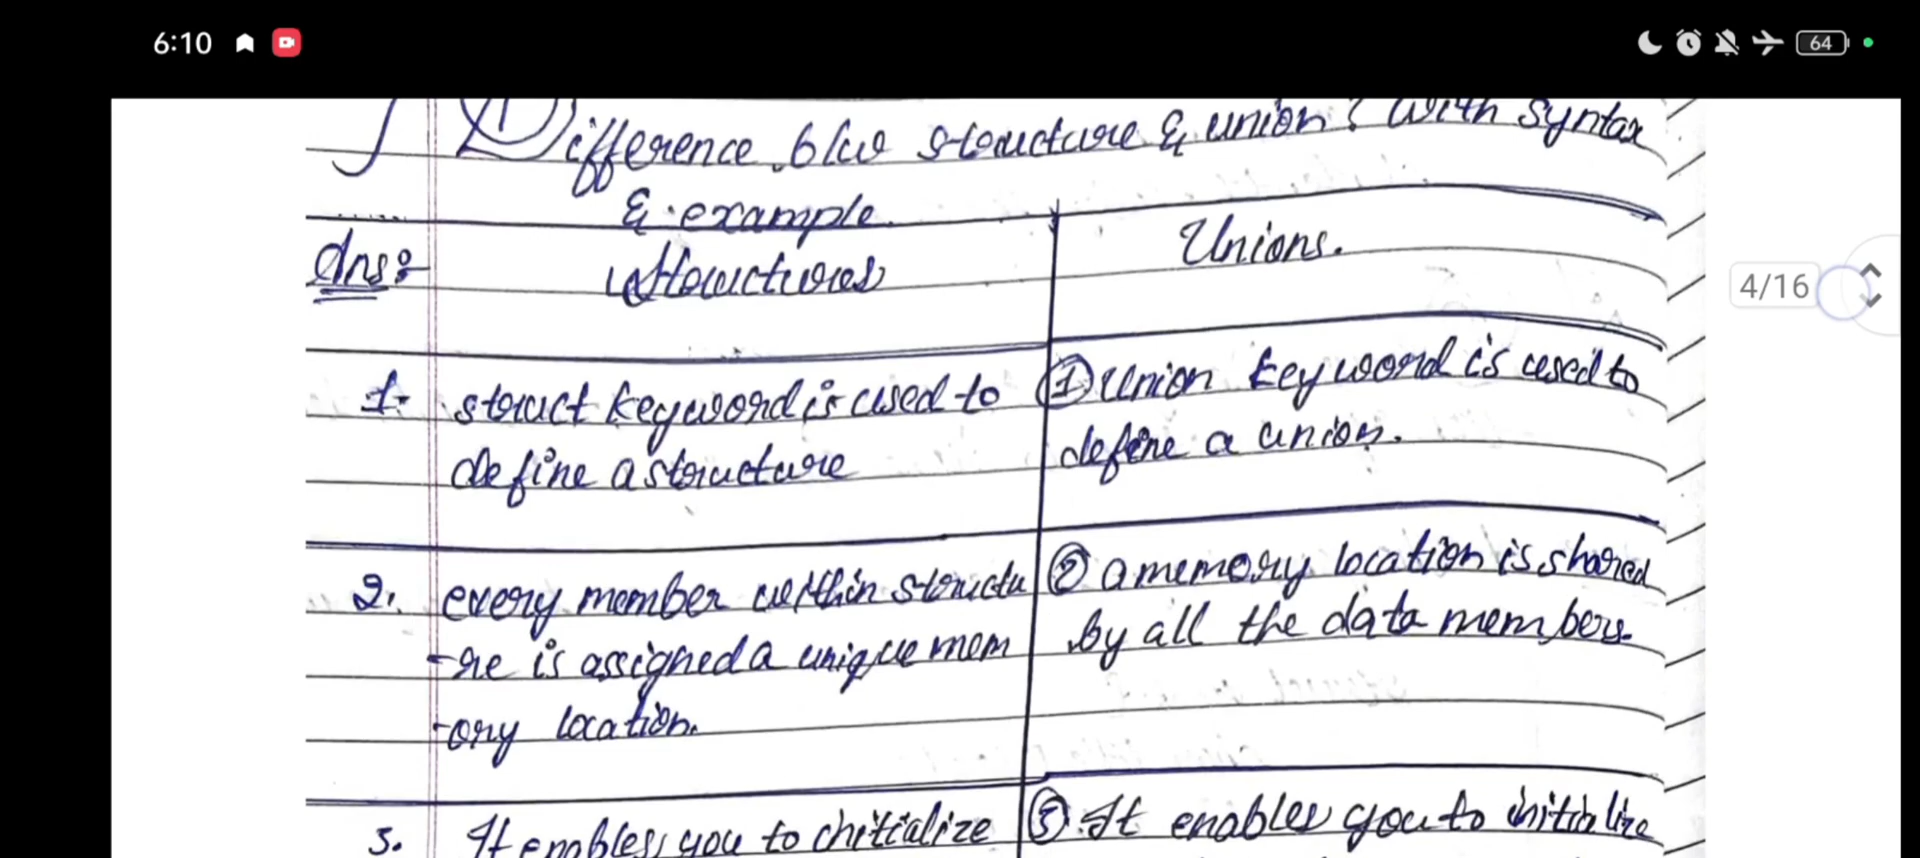 6:10
64
Difference b/w structure & union? With Syntax
& example
Ans:
Structures
Unions.
4/16
1. struct keyword is used to
define a structure
① Union keyword is used to
define a union.
2. every member within structu
-re is assigned a unique mem
-ory location.
② a memory location is shared
by all the data members.
3. It enables you to initialize
③ It enables you to initialize